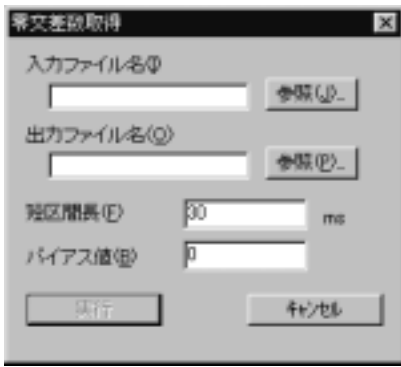 零交差数取得
入力ファイル名(I)
参照(J)...
出力ファイル名(O)
参照(P)...
短区間長(F) 30 ms
バイアス値(B) 0
実行 キャンセル